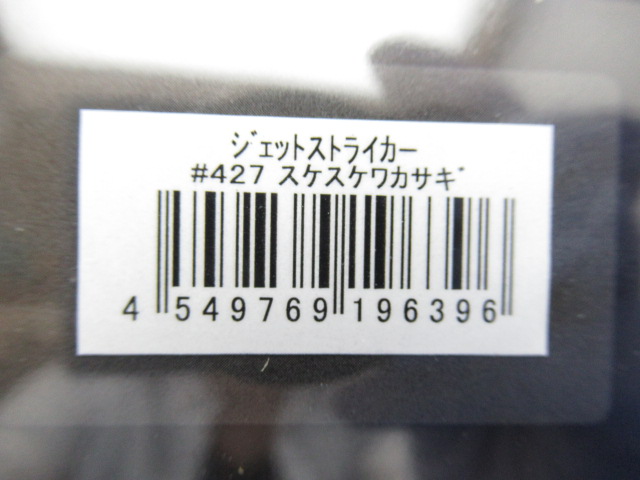 ｼﾞｪｯﾄｽﾄﾗｲｶｰ
#427 ｽｹｽｹﾜｶｻｷﾞ
4 549769 196396